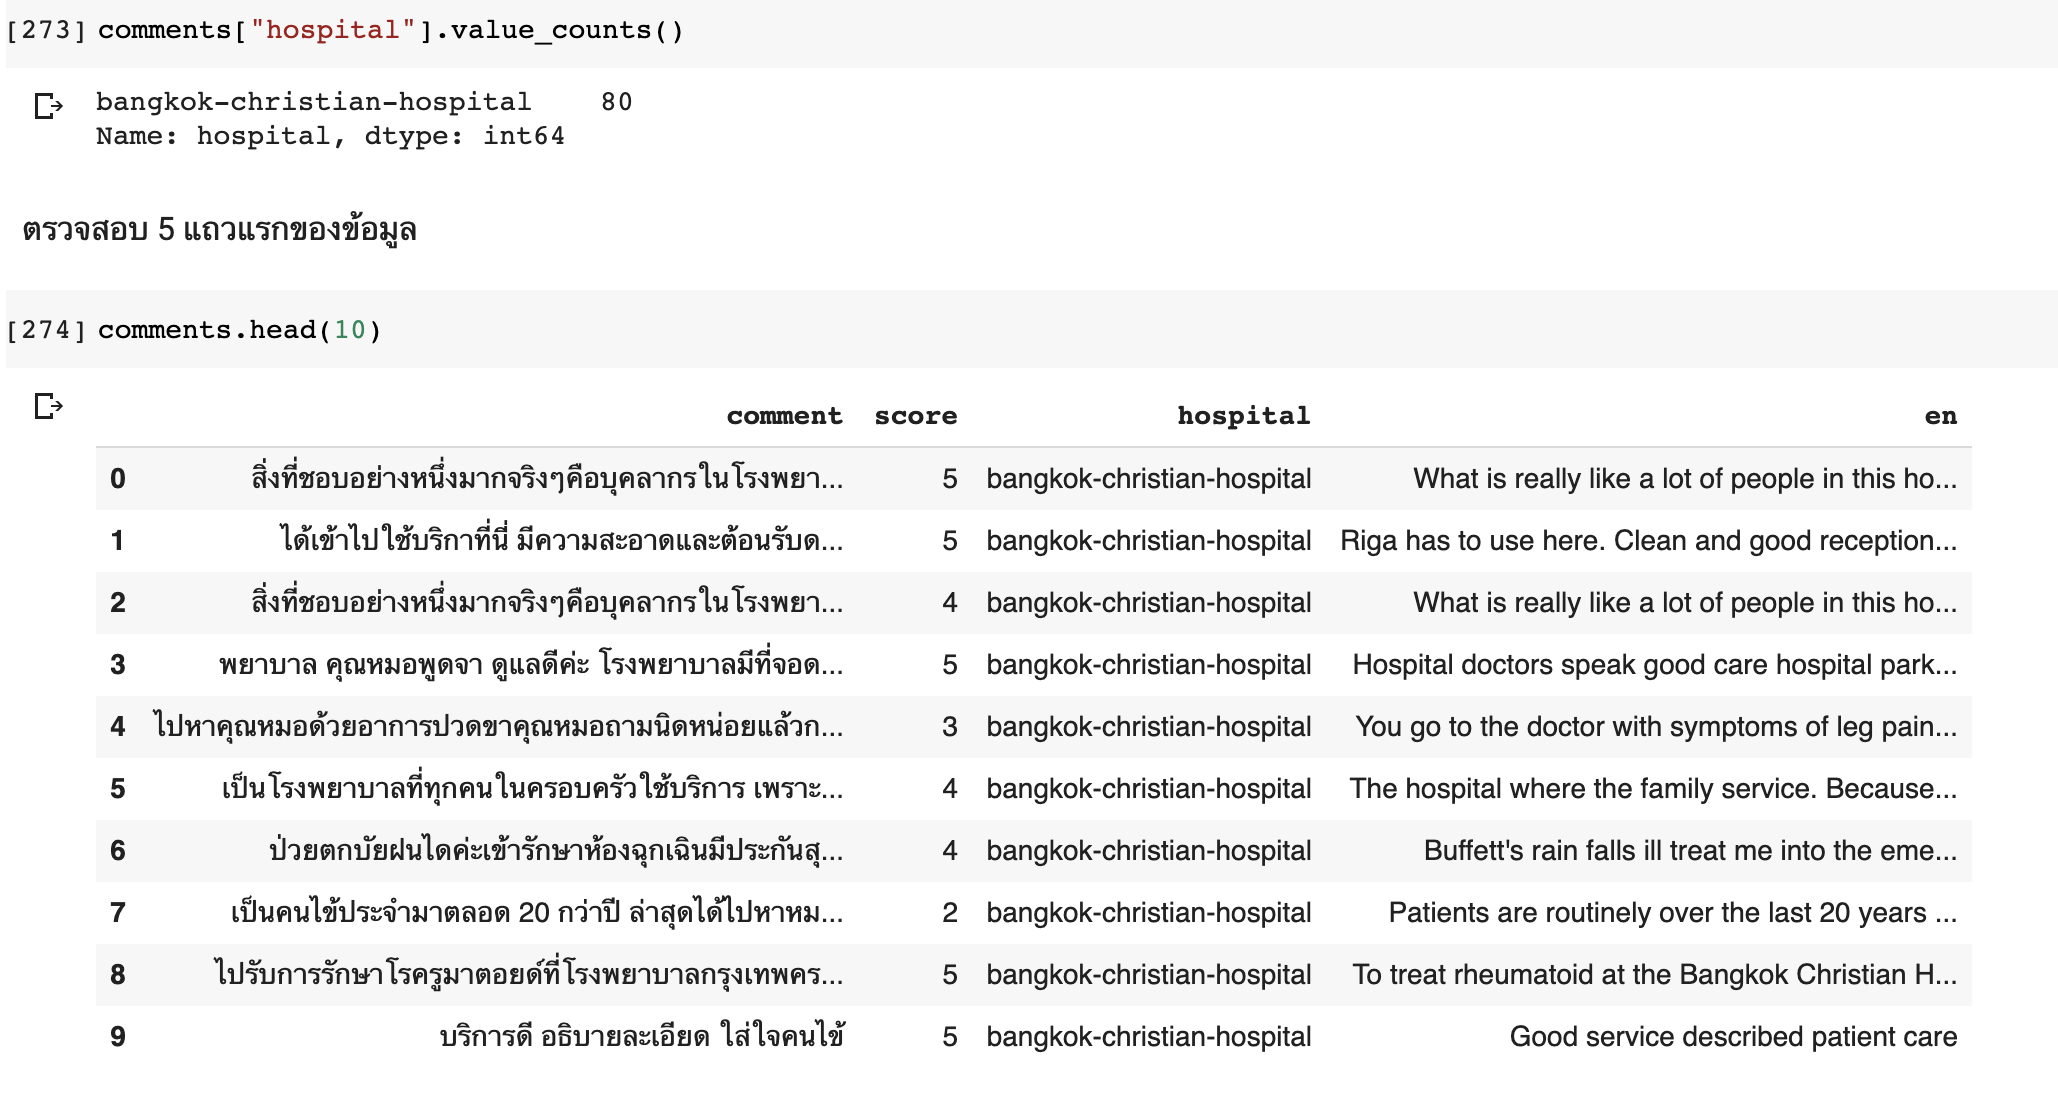 [273] comments["hospital"].value_counts()
bangkok-christian-hospital    80
Name: hospital, dtype: int64
ตรวจสอบ 5 แถวแรกของข้อมูล
[274] comments.head(10)
comment score hospital en
0 สิ่งที่ชอบอย่างหนึ่งมากจริงๆคือบุคลากรในโรงพยา... 5 bangkok-christian-hospital What is really like a lot of people in this ho...
1 ได้เข้าไปใช้บริกาที่นี่ มีความสะอาดและต้อนรับด... 5 bangkok-christian-hospital Riga has to use here. Clean and good reception...
2 สิ่งที่ชอบอย่างหนึ่งมากจริงๆคือบุคลากรในโรงพยา... 4 bangkok-christian-hospital What is really like a lot of people in this ho...
3 พยาบาล คุณหมอพูดจา ดูแลดีค่ะ โรงพยาบาลมีที่จอด... 5 bangkok-christian-hospital Hospital doctors speak good care hospital park...
4 ไปหาคุณหมอด้วยอาการปวดขาคุณหมอถามนิดหน่อยแล้วก... 3 bangkok-christian-hospital You go to the doctor with symptoms of leg pain...
5 เป็นโรงพยาบาลที่ทุกคนในครอบครัวใช้บริการ เพราะ... 4 bangkok-christian-hospital The hospital where the family service. Because...
6 ป่วยตกบัยฝนไดค่ะเข้ารักษาห้องฉุกเฉินมีประกันสุ... 4 bangkok-christian-hospital Buffett's rain falls ill treat me into the eme...
7 เป็นคนไข้ประจำมาตลอด 20 กว่าปี ล่าสุดได้ไปหาหม... 2 bangkok-christian-hospital Patients are routinely over the last 20 years ...
8 ไปรับการรักษาโรครูมาตอยด์ที่โรงพยาบาลกรุงเทพคร... 5 bangkok-christian-hospital To treat rheumatoid at the Bangkok Christian H...
9 บริการดี อธิบายละเอียด ใส่ใจคนไข้ 5 bangkok-christian-hospital Good service described patient care